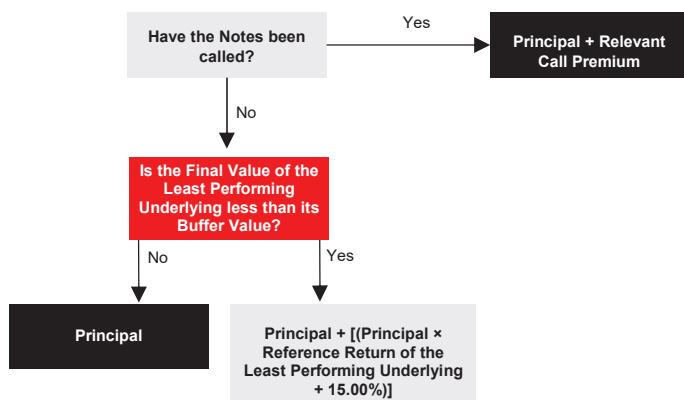 Have the Notes been
called?
Yes
Principal + Relevant
Call Premium
No
Is the Final Value of the
Least Performing
Underlying less than its
Buffer Value?
No
Yes
Principal
Principal + [(Principal ×
Reference Return of the
Least Performing Underlying
+ 15.00%)]